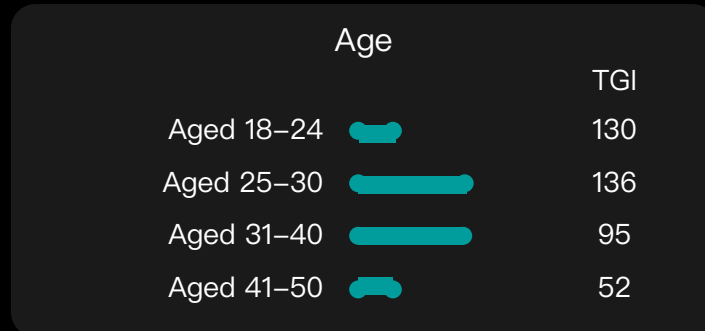 Age
TGI
Aged 18–24 130
Aged 25–30 136
Aged 31–40 95
Aged 41–50 52